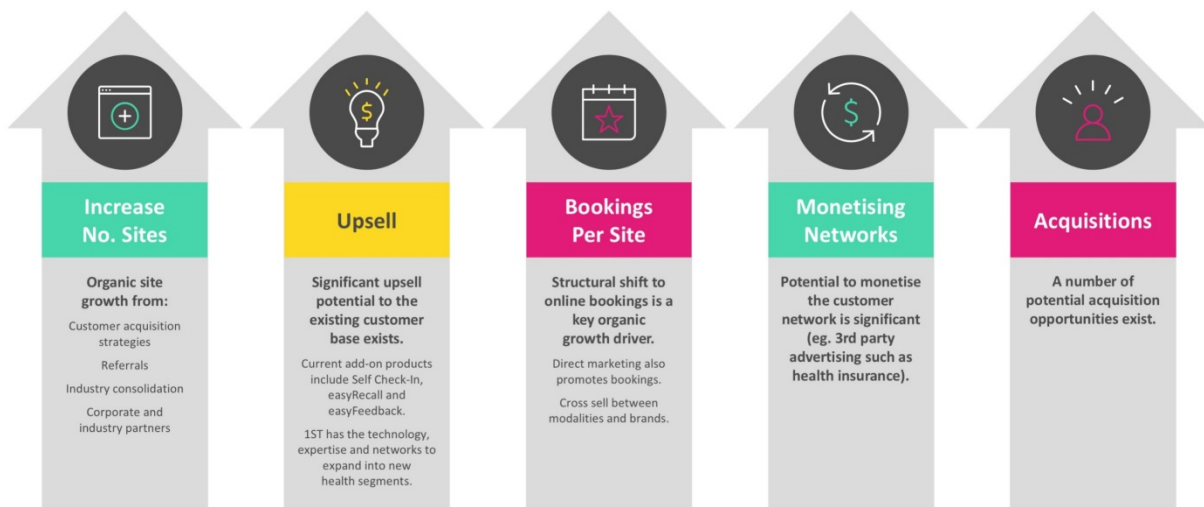 Increase
No. Sites
Organic site
growth from:
Customer acquisition
strategies
Referrals
Industry consolidation
Corporate and
industry partners
$
Upsell
Significant upsell
potential to the
existing customer
base exists.
Current add-on products
include Self Check-In,
easyRecall and
easyFeedback.
1ST has the technology,
expertise and networks to
expand into new
health segments.
Bookings
Per Site
Structural shift to
online bookings is a
key organic
growth driver.
Direct marketing also
promotes bookings.
Cross sell between
modalities and brands.
$
Monetising
Networks
Potential to monetise
the customer
network is significant
(eg. 3rd party
advertising such as
health insurance).
Acquisitions
A number of
potential acquisition
opportunities exist.